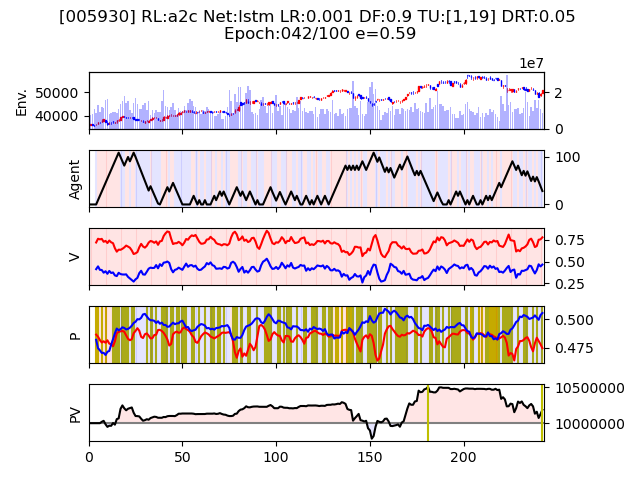 [005930] RL:a2c Net:lstm LR:0.001 DF:0.9 TU:[1,19] DRT:0.05
Epoch:042/100 e=0.59
1e7
Env.
50000
40000
2
0
Agent
100
0
V
0.75
0.50
0.25
P
0.500
0.475
PV
10500000
10000000
0 50 100 150 200